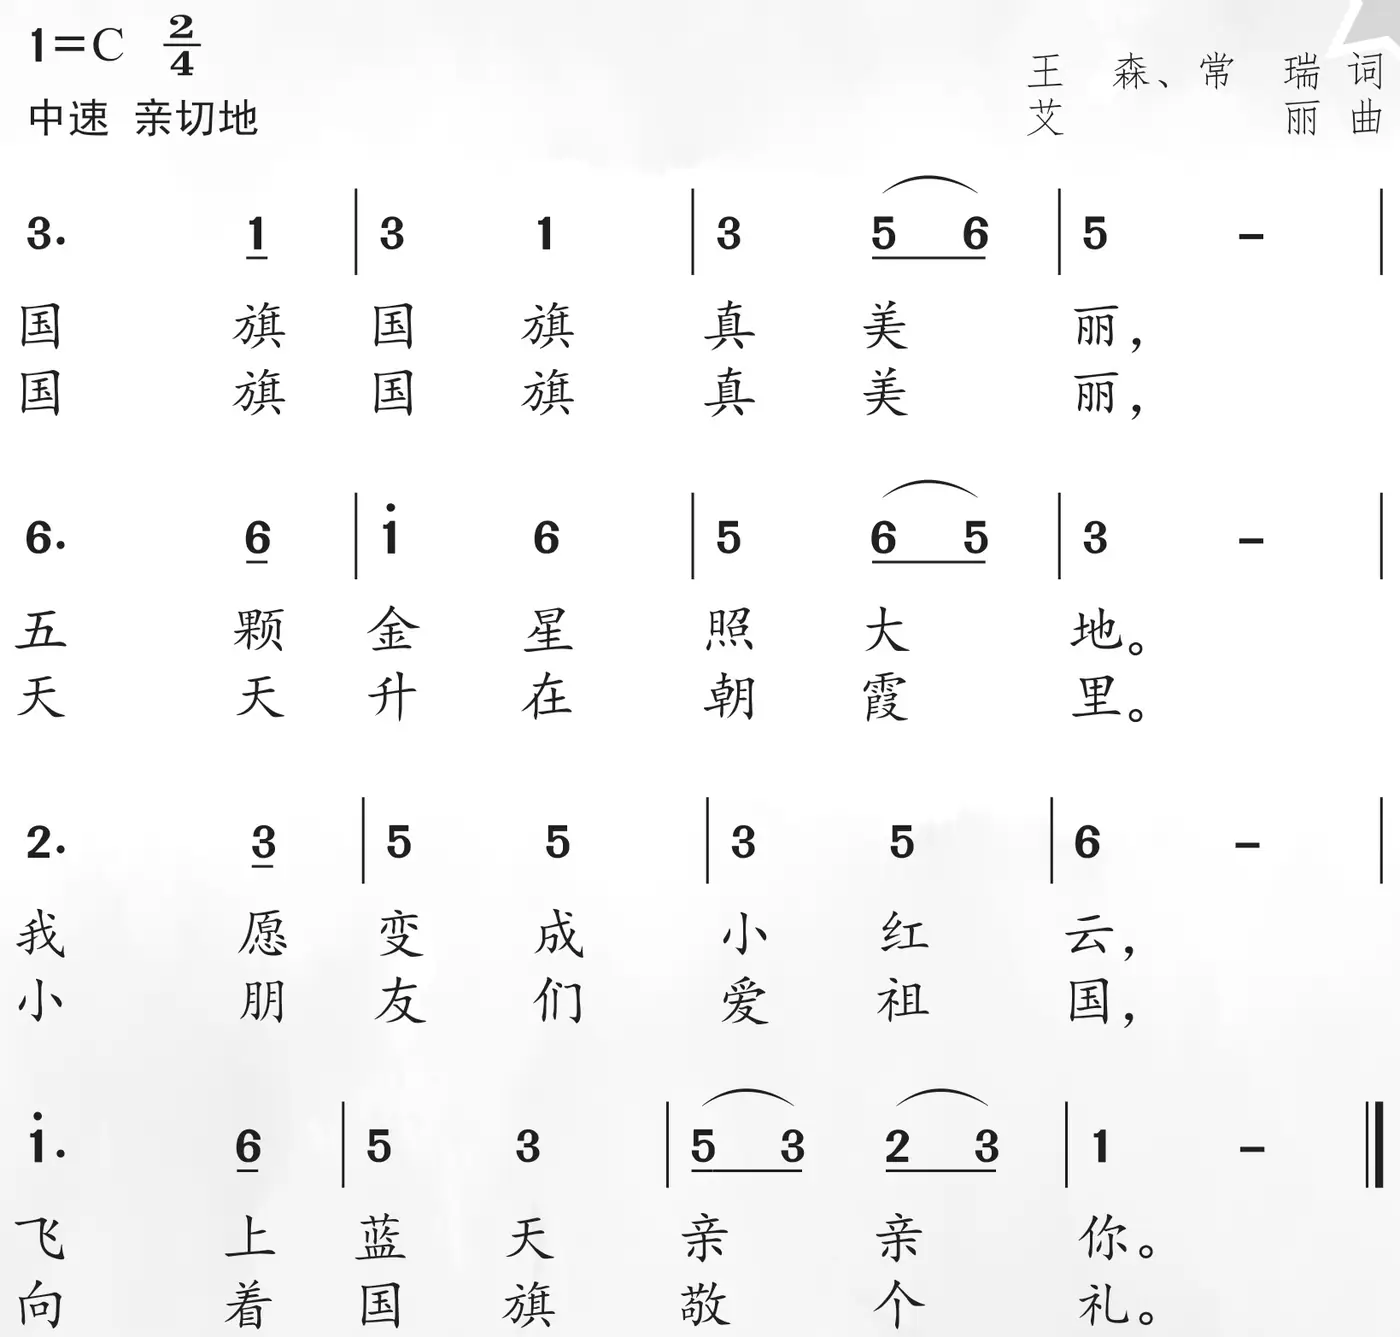 1=C 2/4
王 森、常 瑞 词
中速 亲切地
艾 丽 曲
3. 1 | 3 1 | 3 5 6 | 5 – |
国 旗 国 旗 真 美 丽，
国 旗 国 旗 真 美 丽，
6. 6 | i 6 | 5 6 5 | 3 – |
五 颗 金 星 照 大 地。
天 天 升 在 朝 霞 里。
2. 3 | 5 5 | 3 5 | 6 – |
我 愿 变 成 小 红 云，
小 朋 友 们 爱 祖 国，
i. 6 | 5 3 | 5 3 2 3 | 1 – ‖
飞 上 蓝 天 亲 亲 你。
向 着 国 旗 敬 个 礼。